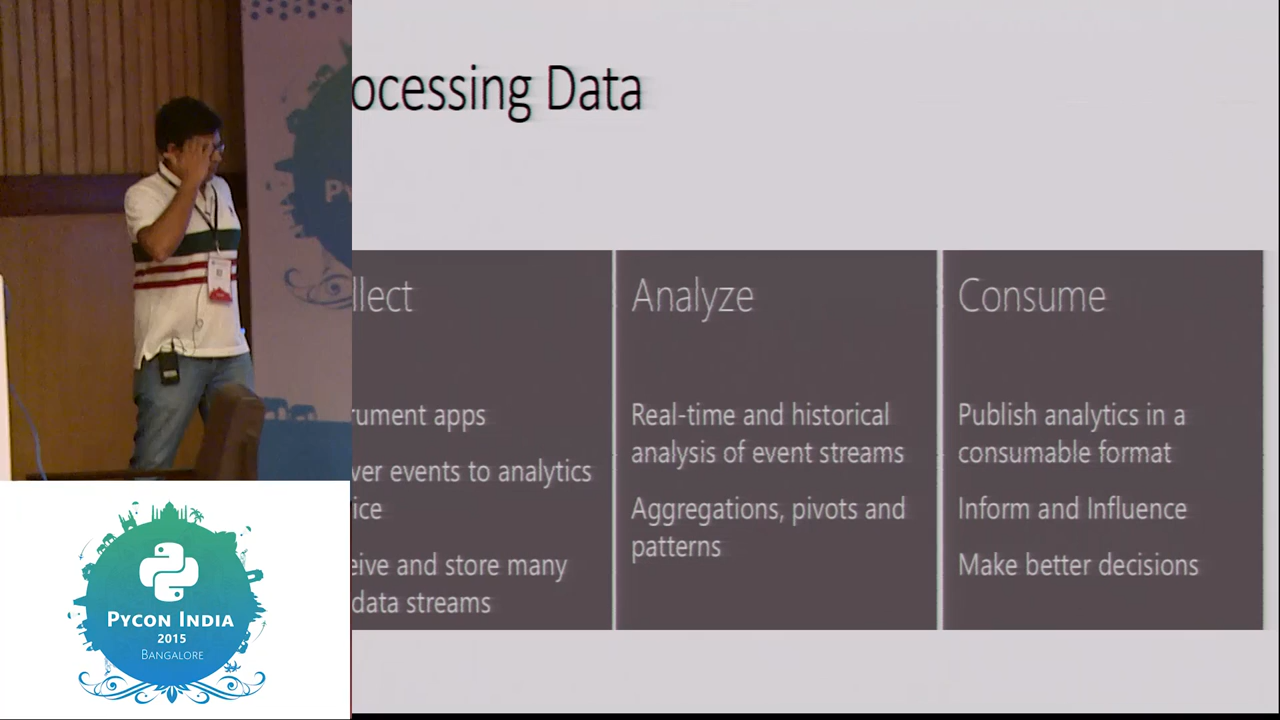 ocessing Data
llect
rument apps
ver events to analytics
ice
eive and store many
data streams
Analyze
Real-time and historical
analysis of event streams
Aggregations, pivots and
patterns
Consume
Publish analytics in a
consumable format
Inform and Influence
Make better decisions
Py
PYCON INDIA
2015
BANGALORE